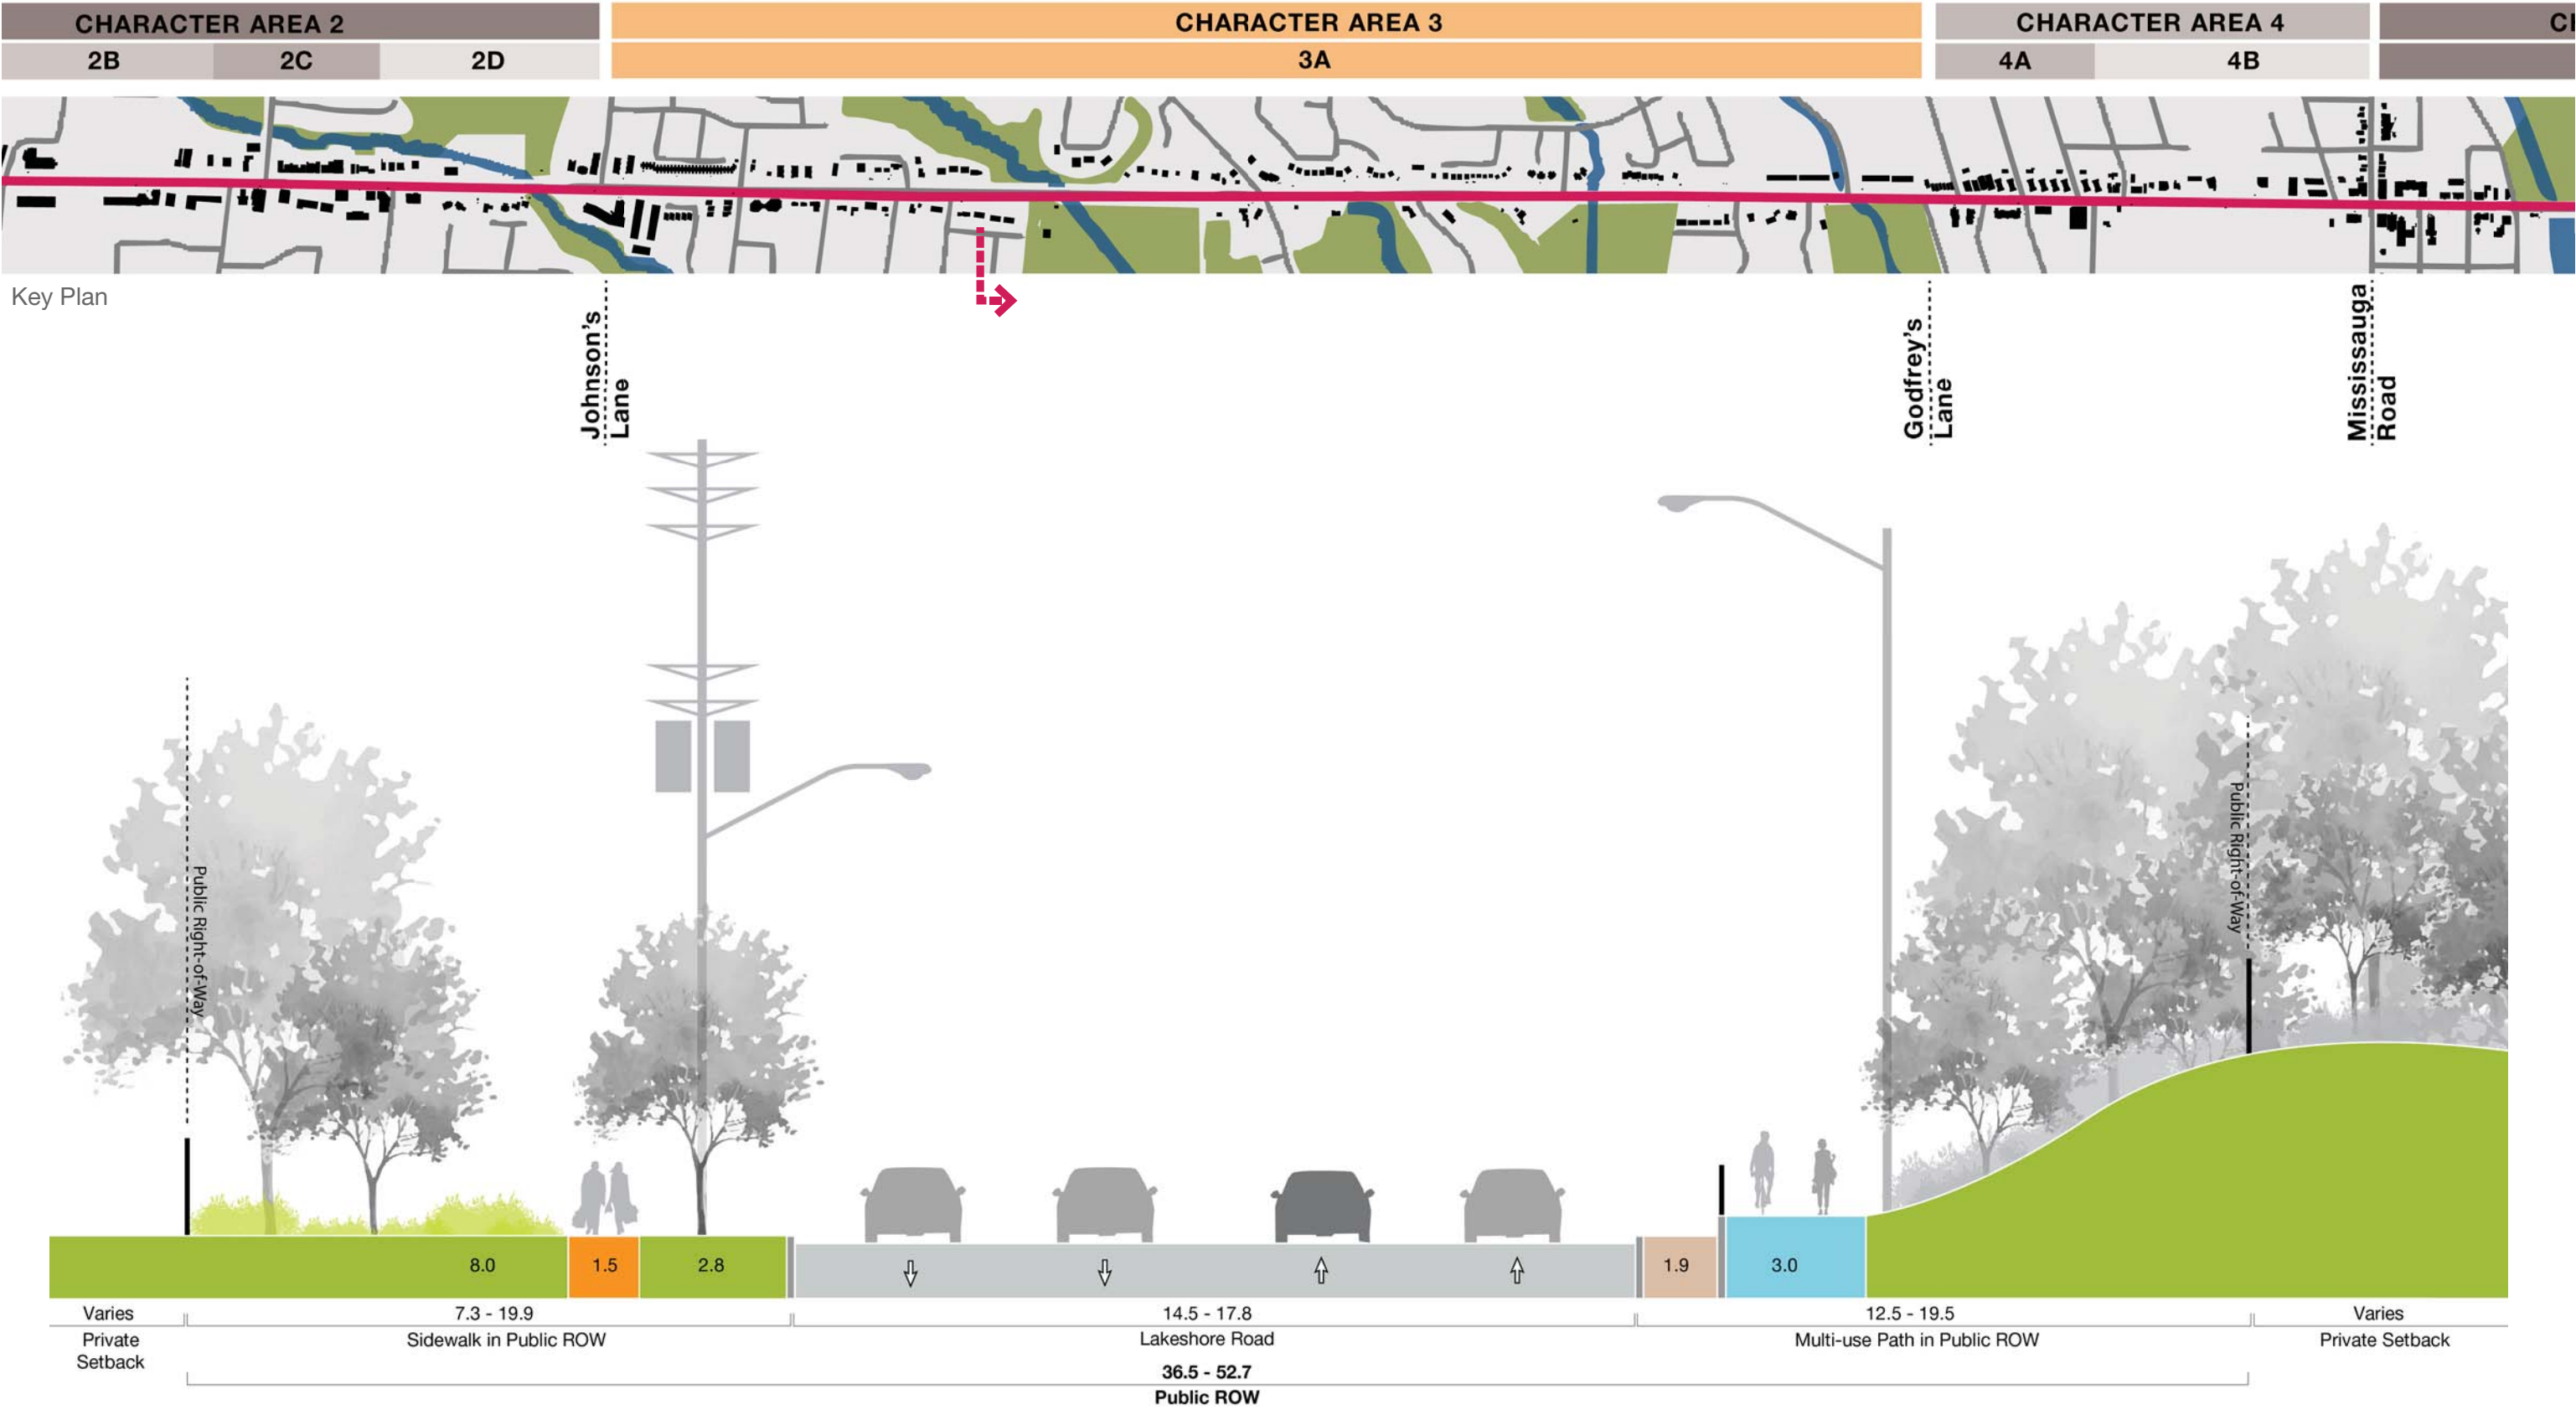 CHARACTER AREA 2
CHARACTER AREA 3
CHARACTER AREA 4
2B
2C
2D
3A
4A
4B
Key Plan
Johnson's
Lane
Godfrey's
Lane
Mississauga
Road
Public Right-of-Way
Public Right-of-Way
8.0
1.5
2.8
1.9
3.0
Varies
7.3 - 19.9
14.5 - 17.8
12.5 - 19.5
Varies
Private
Setback
Sidewalk in Public ROW
Lakeshore Road
Multi-use Path in Public ROW
Private Setback
36.5 - 52.7
Public ROW